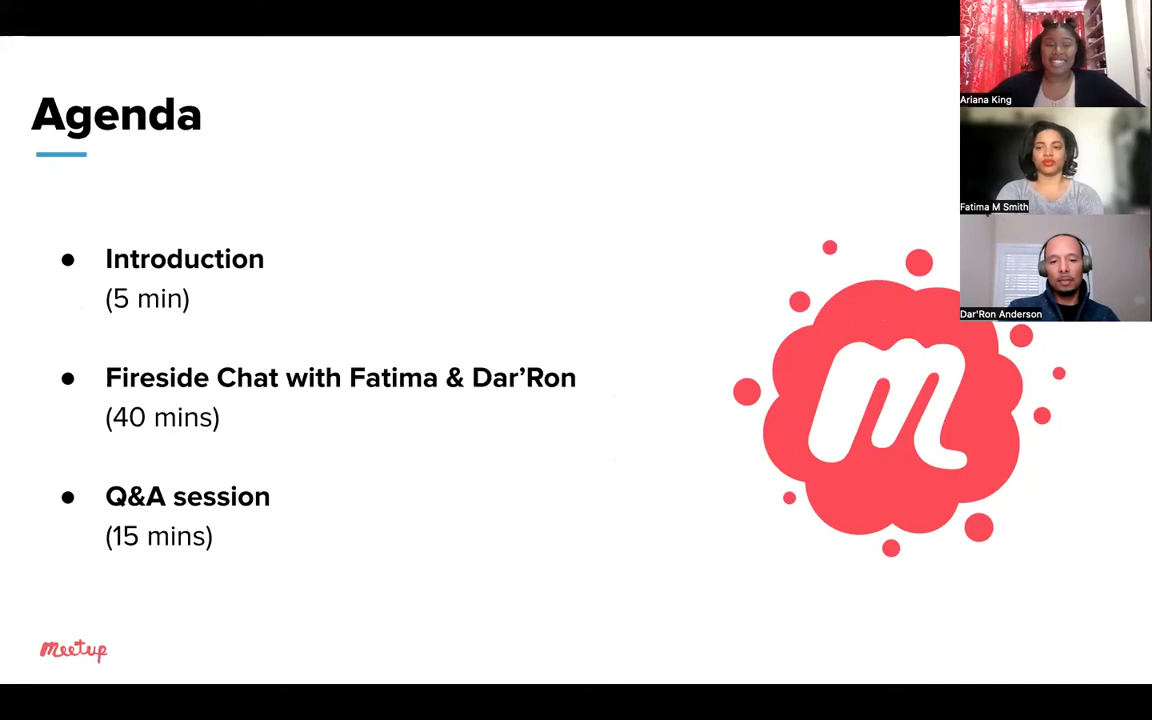 Agenda
● Introduction
(5 min)
● Fireside Chat with Fatima & Dar’Ron
(40 mins)
● Q&A session
(15 mins)
m
meetup
Ariana King
Fatima M Smith
Dar'Ron Anderson